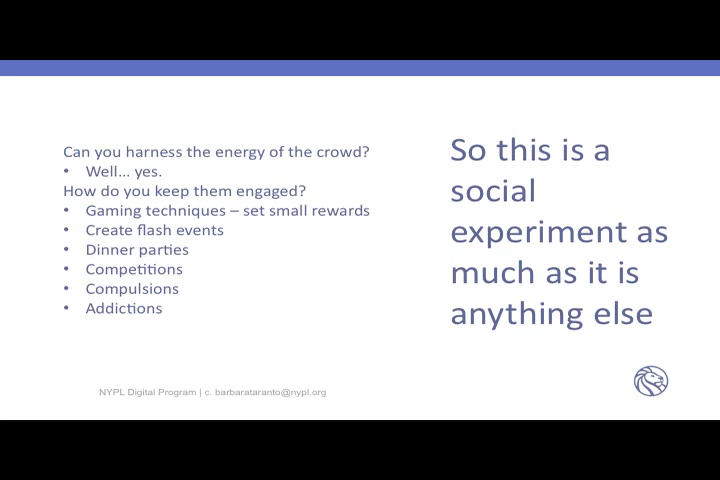 Can you harness the energy of the crowd?
• Well... yes.
How do you keep them engaged?
• Gaming techniques – set small rewards
• Create flash events
• Dinner parties
• Competitions
• Compulsions
• Addictions
So this is a
social
experiment as
much as it is
anything else
NYPL Digital Program | c. barbarataranto@nypl.org